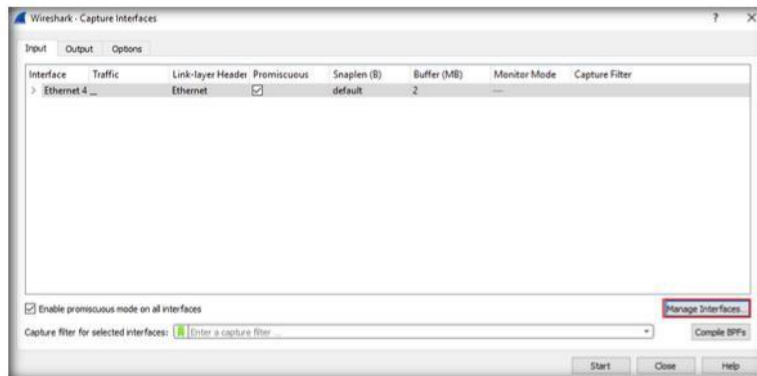 Wireshark - Capture Interfaces
? X
Input Output Options
Interface Traffic Link-layer Header Promiscuous Snaplen (B) Buffer (MB) Monitor Mode Capture Filter
> Ethernet 4 _ Ethernet ☑ default 2 —
☑ Enable promiscuous mode on all interfaces
Manage Interfaces...
Capture filter for selected interfaces: Enter a capture filter ...
Compile BPFs
Start Close Help